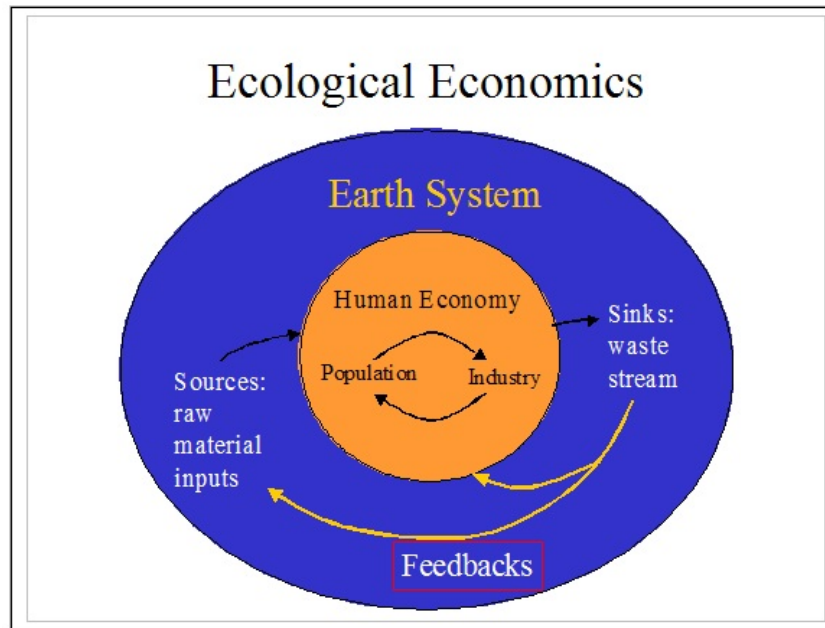 Ecological Economics
Earth System
Human Economy
Population
Industry
Sources:
raw
material
inputs
Sinks:
waste
stream
Feedbacks